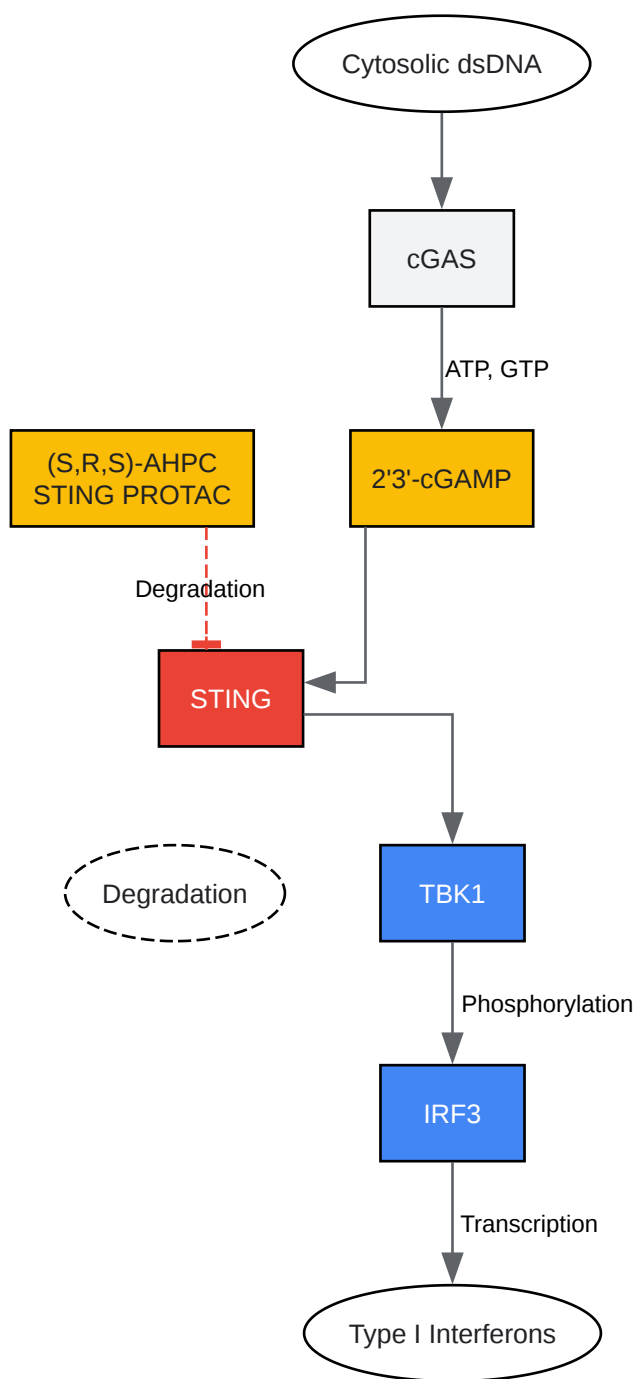 Cytosolic dsDNA
cGAS
ATP, GTP
(S,R,S)-AHPC
STING PROTAC
2'3'-cGAMP
Degradation
STING
Degradation
TBK1
Phosphorylation
IRF3
Transcription
Type I Interferons